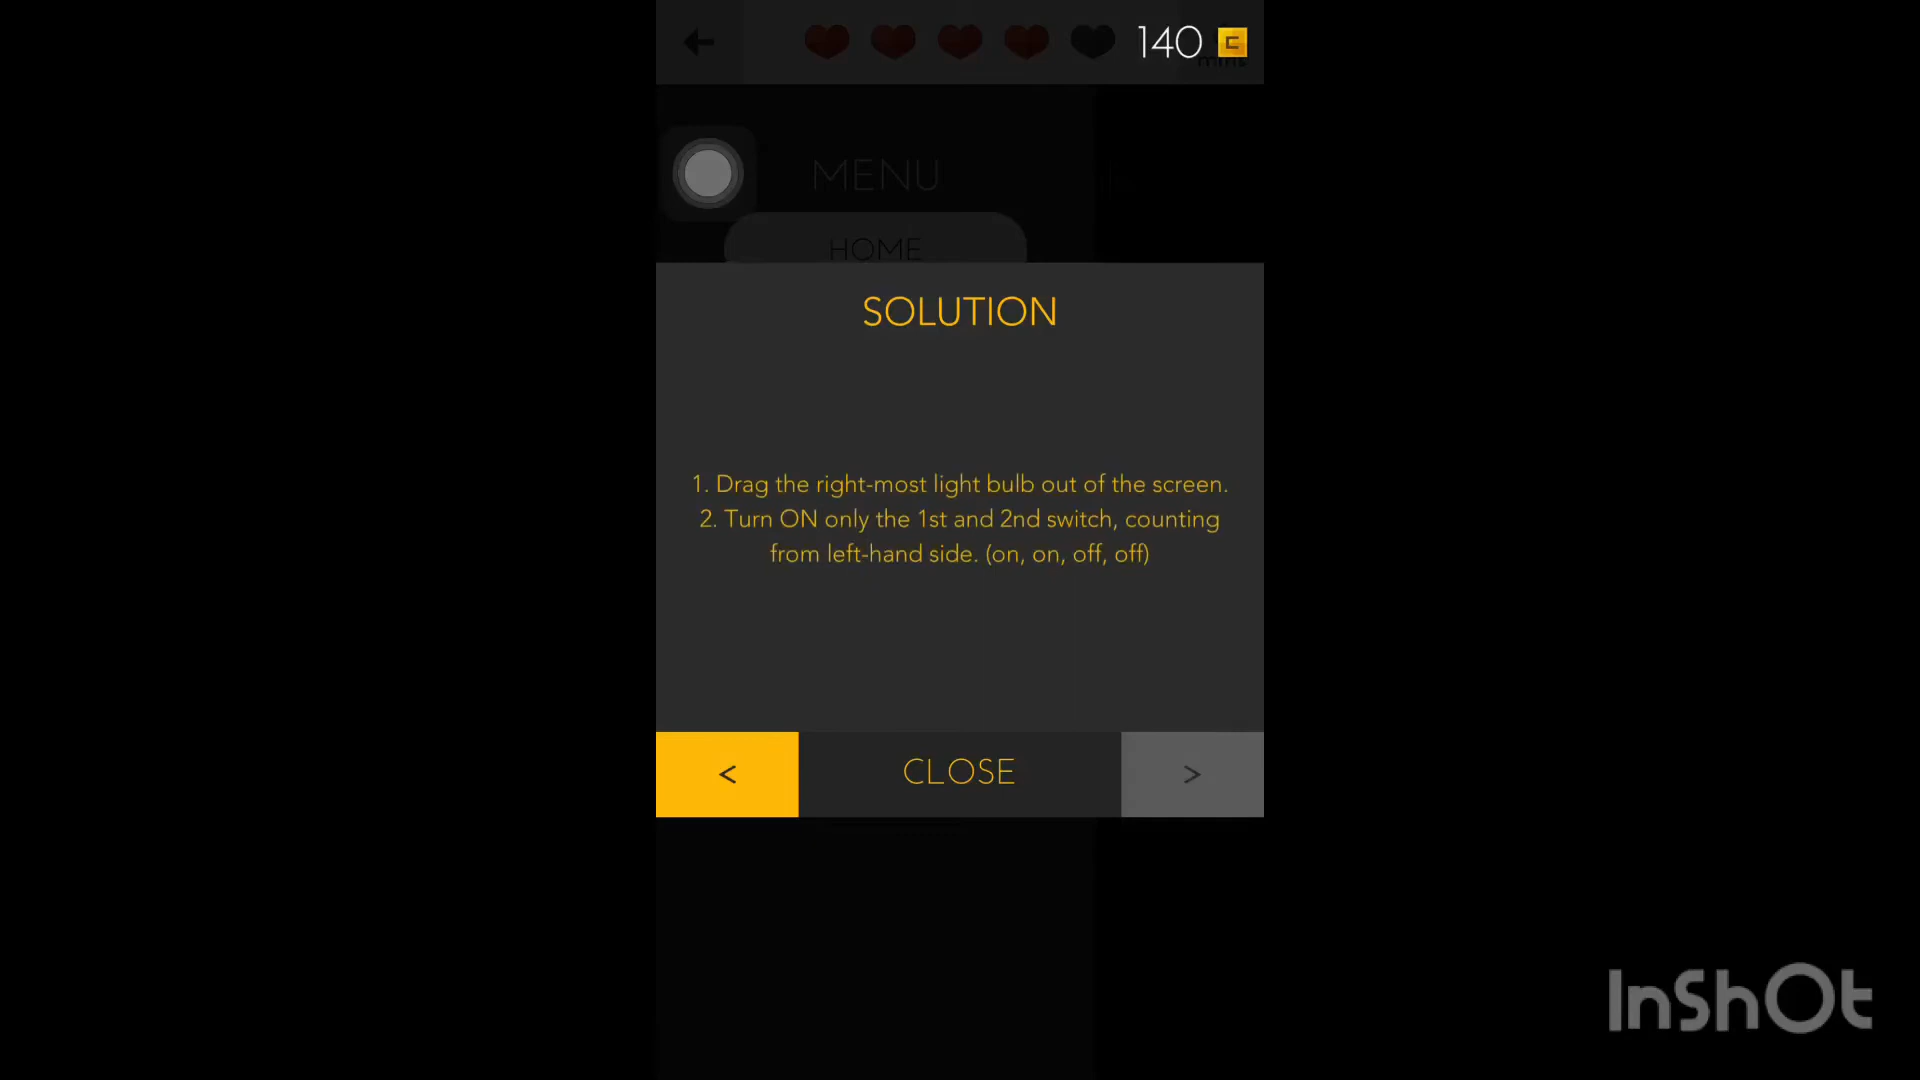 140
mins
MENU
HOME
SOLUTION
1. Drag the right-most light bulb out of the screen.
2. Turn ON only the 1st and 2nd switch, counting
from left-hand side. (on, on, off, off)
< CLOSE >
InShOt